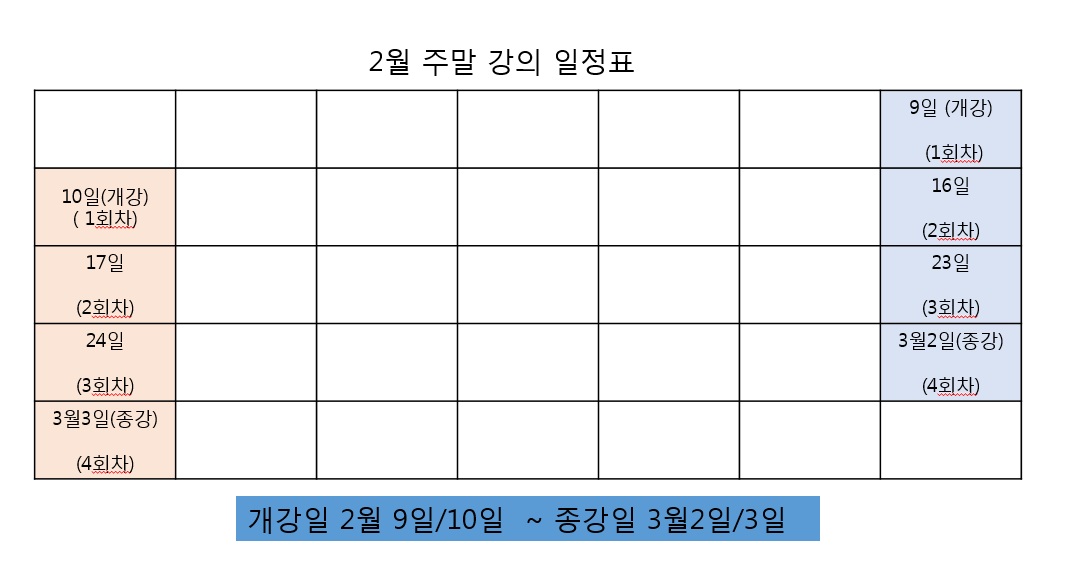 2월 주말 강의 일정표
9일 (개강)
(1회차)
10일(개강)
( 1회차)
16일
(2회차)
17일
(2회차)
23일
(3회차)
24일
(3회차)
3월2일(종강)
(4회차)
3월3일(종강)
(4회차)
개강일 2월 9일/10일 ~ 종강일 3월2일/3일